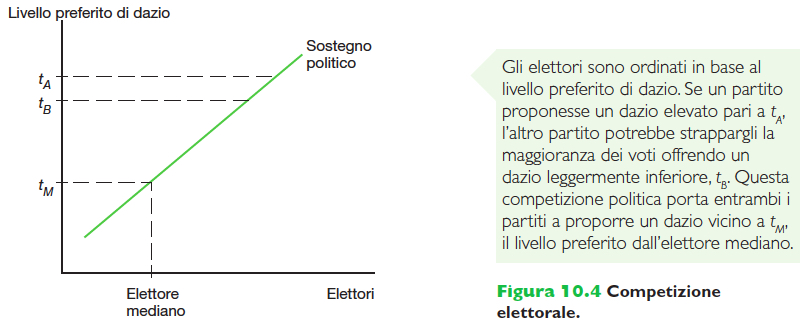 Livello preferito di dazio
Sostegno
politico
tA
tB
tM
Elettore
mediano
Elettori
Gli elettori sono ordinati in base al
livello preferito di dazio. Se un partito
proponesse un dazio elevato pari a tA,
l'altro partito potrebbe strappargli la
maggioranza dei voti offrendo un
dazio leggermente inferiore, tB. Questa
competizione politica porta entrambi i
partiti a proporre un dazio vicino a tM,
il livello preferito dall'elettore mediano.
Figura 10.4 Competizione
elettorale.